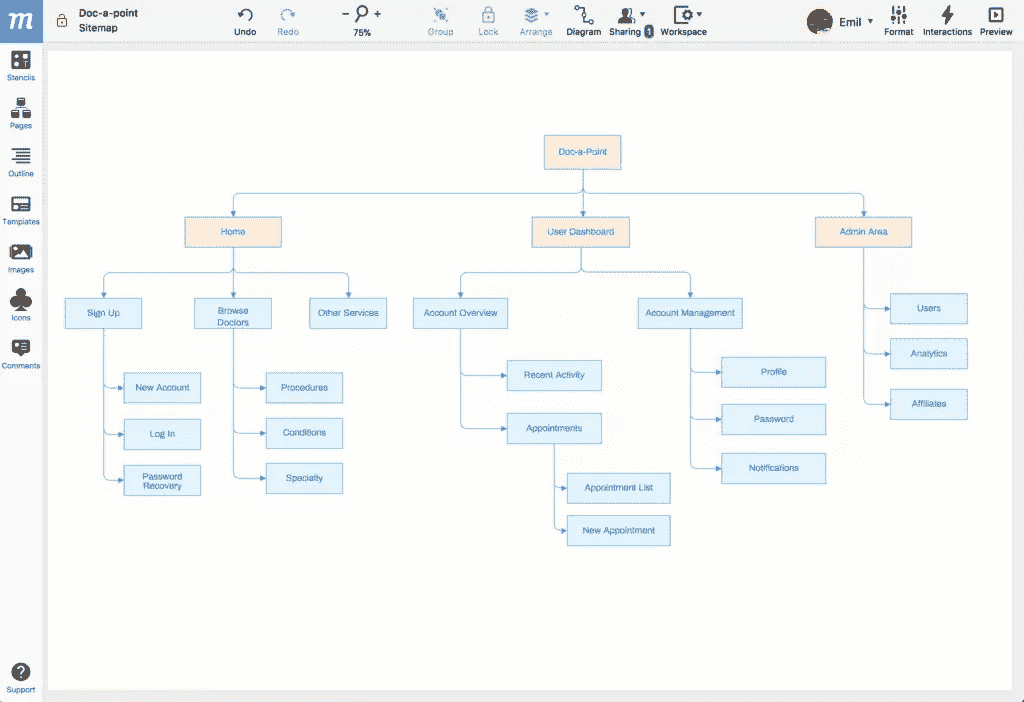 m
Doc-a-point
Sitemap
Undo
Redo
75%
Group
Lock
Arrange
Diagram
Sharing 1
Workspace
Emil
Format
Interactions
Preview
Stencils
Pages
Outline
Templates
Images
Icons
Comments
Support
Doc-a-Point
Home
User Dashboard
Admin Area
Sign Up
Browse
Doctors
Other Services
Account Overview
Account Management
Users
Analytics
Affiliates
New Account
Log In
Password
Recovery
Procedures
Conditions
Specialty
Recent Activity
Appointments
Appointment List
New Appointment
Profile
Password
Notifications